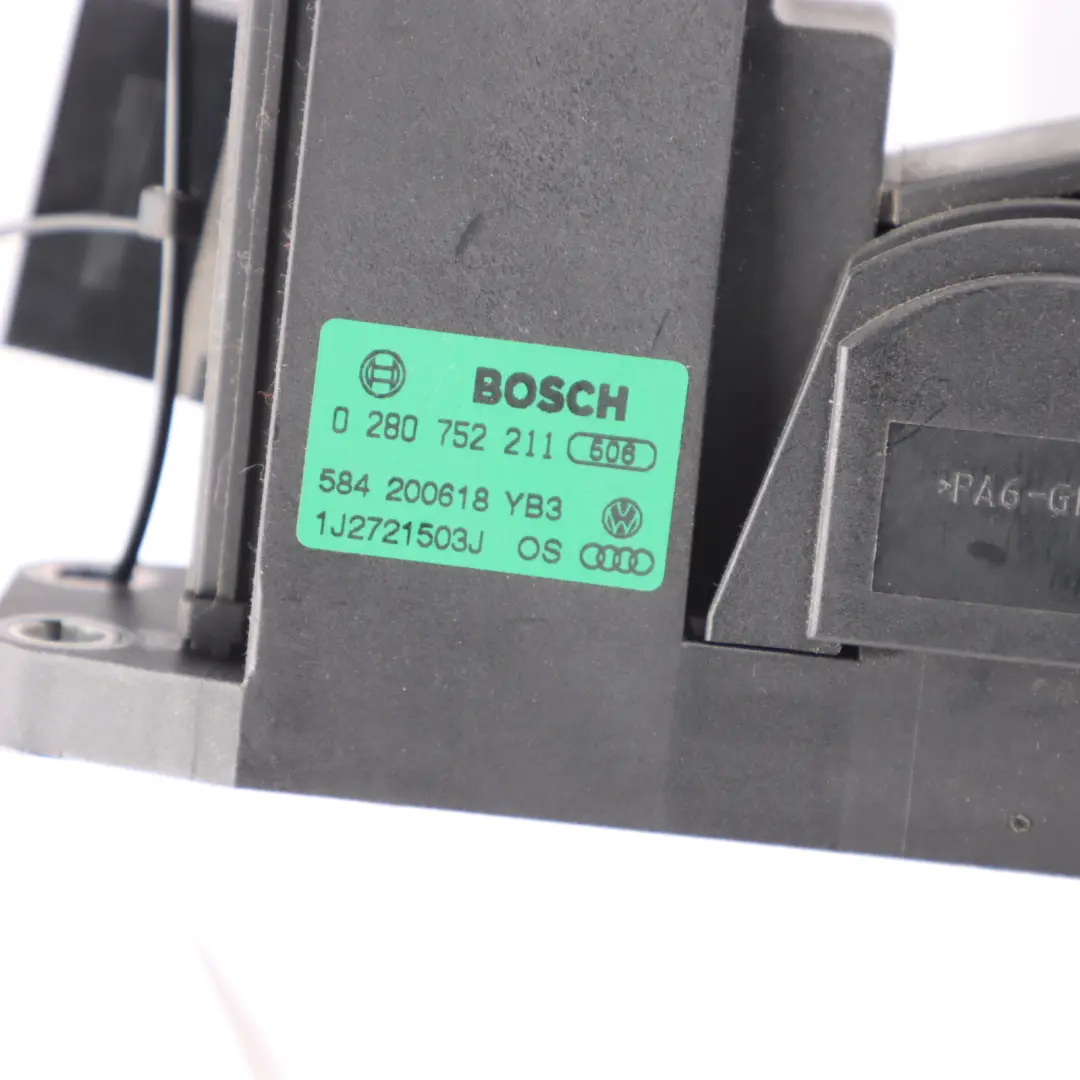 BOSCH
0 280 752 211 506
584 200618 YB3
1J2721503J OS
>PA6-G